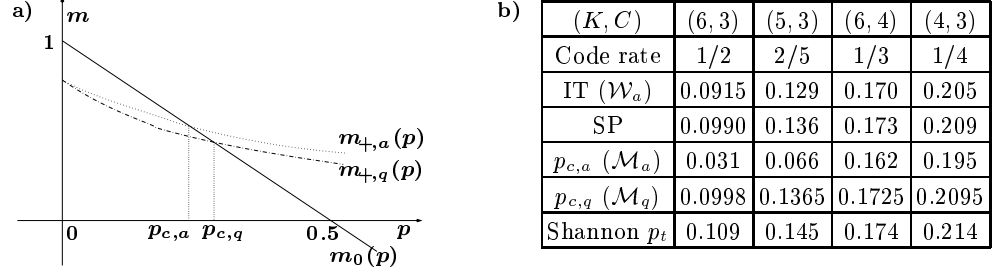 a)
m
1
m+,a(p)
m+,q(p)
0
pc,a
pc,q
0.5
p
m0(p)
b)
(K, C) (6, 3) (5, 3) (6, 4) (4, 3)
Code rate 1/2 2/5 1/3 1/4
IT (𝒲a) 0.0915 0.129 0.170 0.205
SP 0.0990 0.136 0.173 0.209
pc,a (ℳa) 0.031 0.066 0.162 0.195
pc,q (ℳq) 0.0998 0.1365 0.1725 0.2095
Shannon pt 0.109 0.145 0.174 0.214